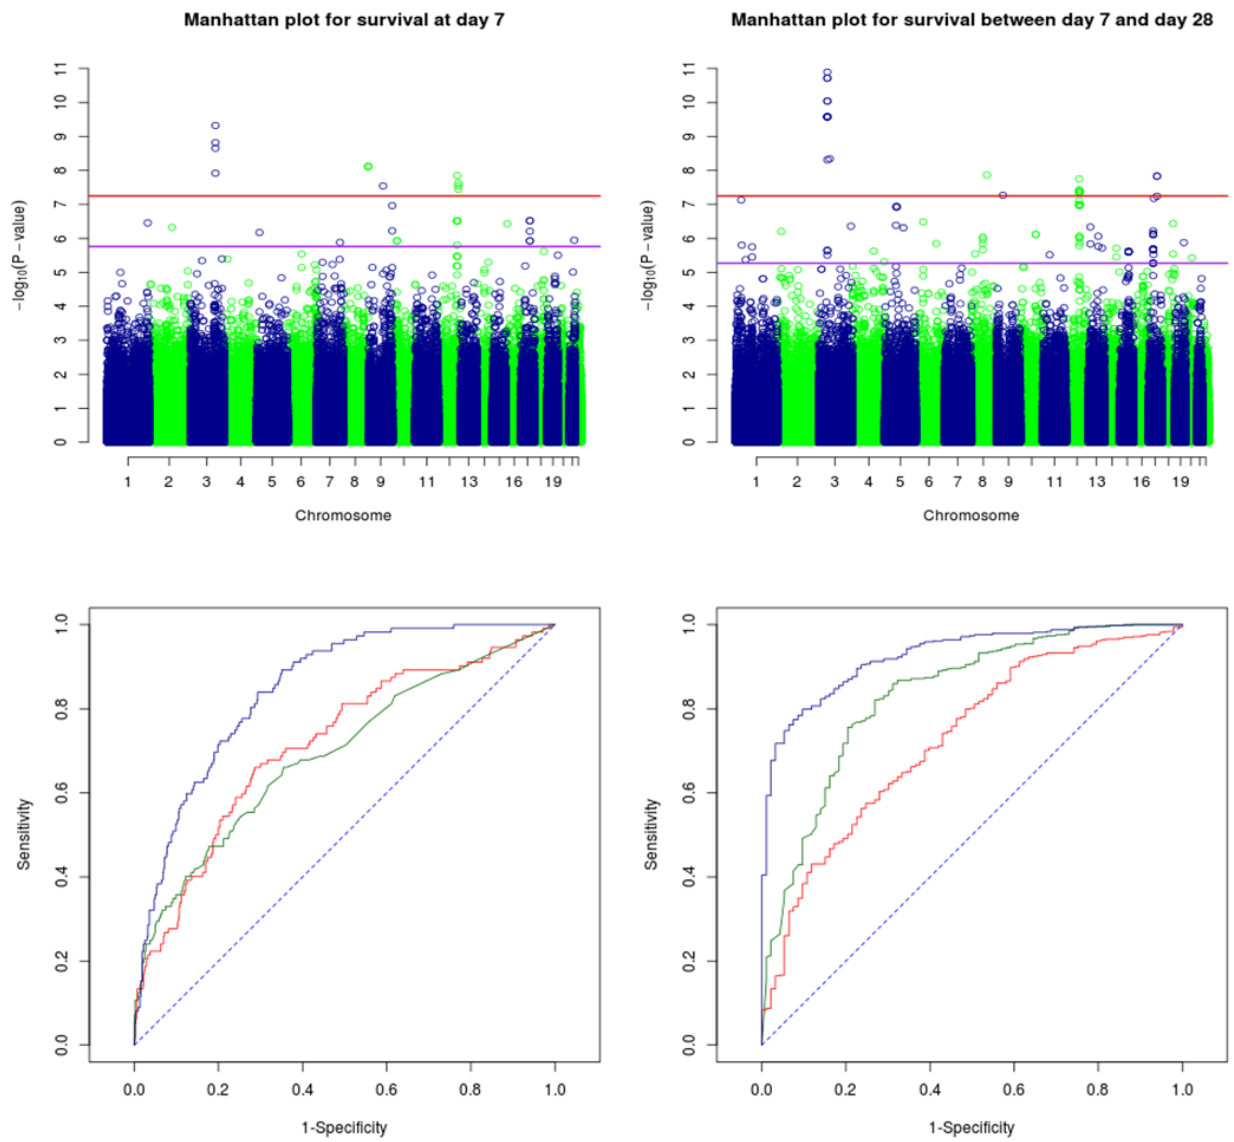 Manhattan plot for survival at day 7
−log10(P − value)
11
10
9
8
7
6
5
4
3
2
1
0
1 2 3 4 5 6 7 8 9 11 13 16 19
Chromosome
Manhattan plot for survival between day 7 and day 28
−log10(P − value)
11
10
9
8
7
6
5
4
3
2
1
0
1 2 3 4 5 6 7 8 9 11 13 16 19
Chromosome
Sensitivity
1.0
0.8
0.6
0.4
0.2
0.0
0.0 0.2 0.4 0.6 0.8 1.0
1-Specificity
Sensitivity
1.0
0.8
0.6
0.4
0.2
0.0
0.0 0.2 0.4 0.6 0.8 1.0
1-Specificity